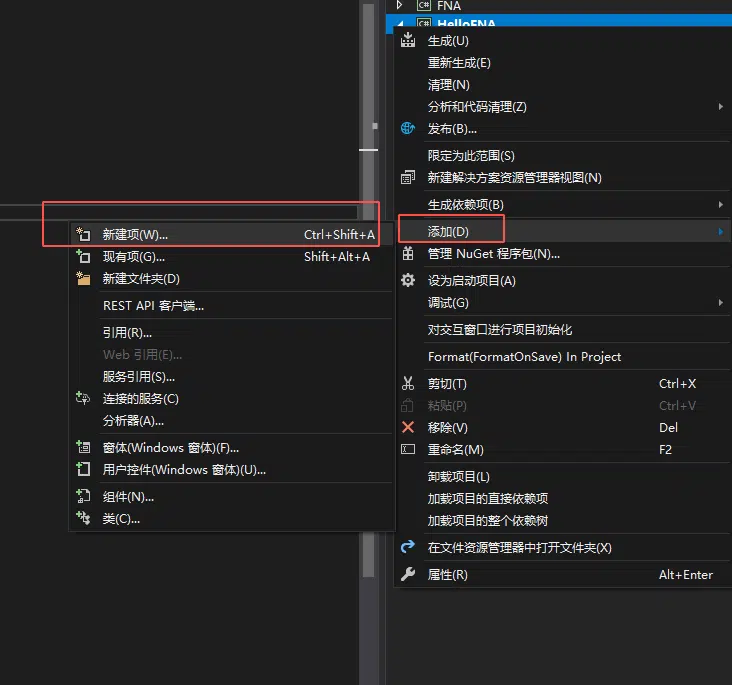 C# FNA
C# HelloFNA
生成(U)
重新生成(E)
清理(N)
分析和代码清理(Z)
发布(B)...
限定为此范围(S)
新建解决方案资源管理器视图(N)
生成依赖项(B)
添加(D)
管理 NuGet 程序包(N)...
设为启动项目(A)
调试(G)
对交互窗口进行项目初始化
Format(FormatOnSave) In Project
剪切(T) Ctrl+X
粘贴(P) Ctrl+V
移除(V) Del
重命名(M) F2
卸载项目(L)
加载项目的直接依赖项
加载项目的整个依赖树
在文件资源管理器中打开文件夹(X)
属性(R) Alt+Enter
新建项(W)... Ctrl+Shift+A
现有项(G)... Shift+Alt+A
新建文件夹(D)
REST API 客户端...
引用(R)...
Web 引用(E)...
服务引用(S)...
连接的服务(C)
分析器(A)...
窗体(Windows 窗体)(F)...
用户控件(Windows 窗体)(U)...
组件(N)...
类(C)...